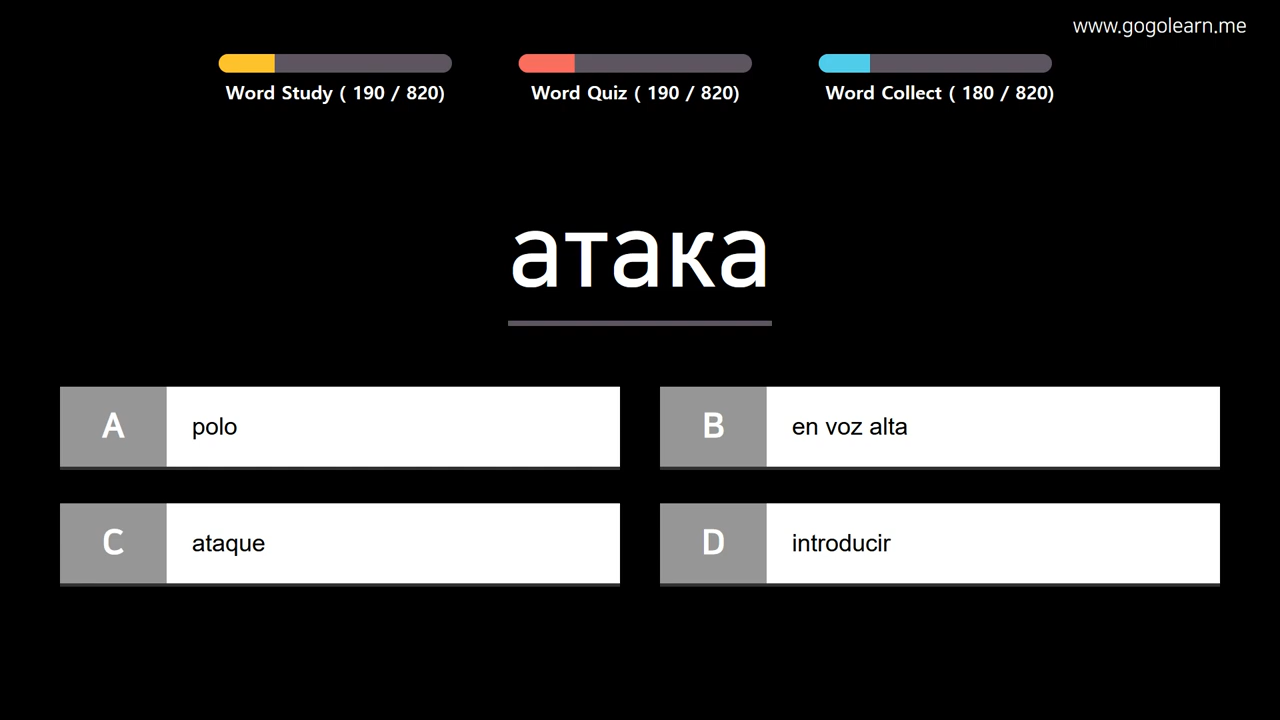 www.gogolearn.me
Word Study ( 190 / 820)
Word Quiz ( 190 / 820)
Word Collect ( 180 / 820)
атака
A
polo
B
en voz alta
C
ataque
D
introducir